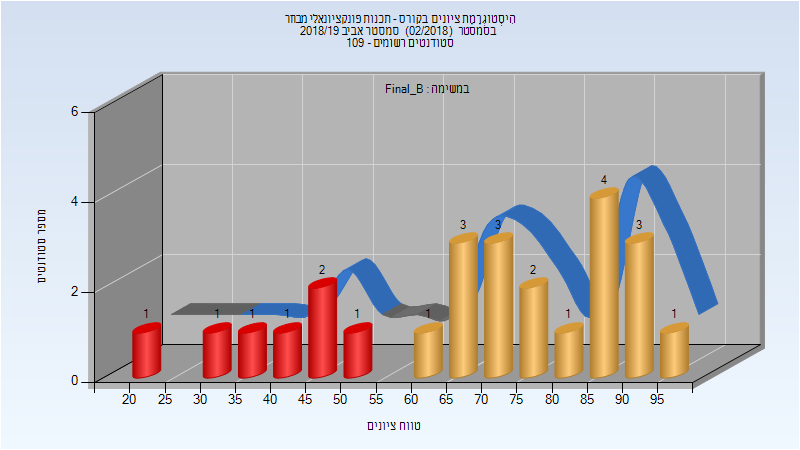 היסטוגרמת ציונים בקורס - תכנות פונקציונאלי מבוזר
בסמסטר (02/2018) סמסטר אביב 2018/19
סטודנטים רשומים - 109
במשימה : Final_B
מספר סטודנטים
6
4
2
0
1
1
1
1
2
1
1
3
3
2
1
4
3
1
20 25 30 35 40 45 50 55 60 65 70 75 80 85 90 95
טווח ציונים